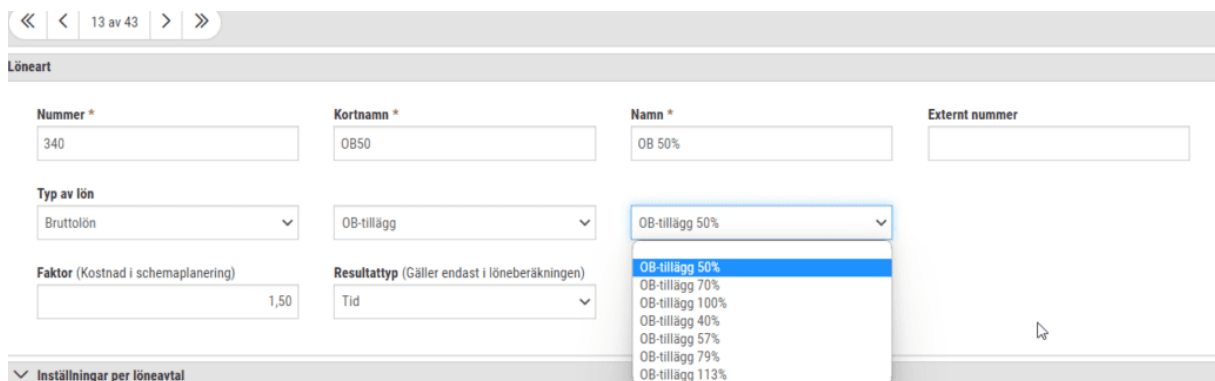 13 av 43
Löneart
Nummer * Kortnamn * Namn * Externt nummer
340 OB50 OB 50%
Typ av lön
Bruttolön OB-tillägg OB-tillägg 50%
Faktor (Kostnad i schemaplanering) Resultattyp (Gäller endast i löneberäkningen)
1,50 Tid
OB-tillägg 50%
OB-tillägg 70%
OB-tillägg 100%
OB-tillägg 40%
OB-tillägg 57%
OB-tillägg 79%
OB-tillägg 113%
Inställningar per löneavtal